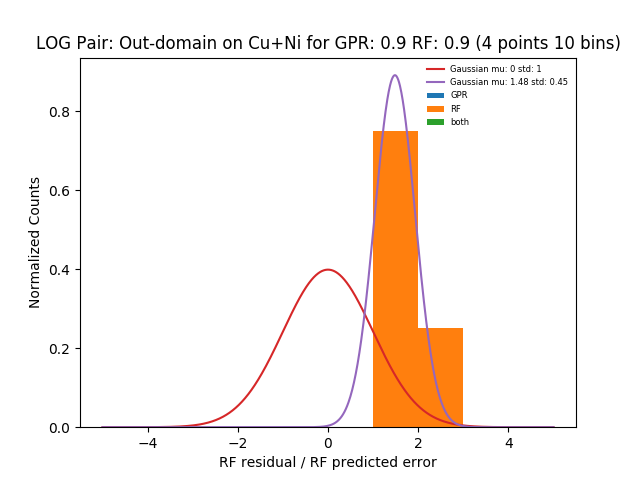 LOG Pair: Out-domain on Cu+Ni for GPR: 0.9 RF: 0.9 (4 points 10 bins)
Gaussian mu: 0 std: 1
Gaussian mu: 1.48 std: 0.45
GPR
RF
both
Normalized Counts
0.8
0.6
0.4
0.2
0.0
−4 −2 0 2 4
RF residual / RF predicted error